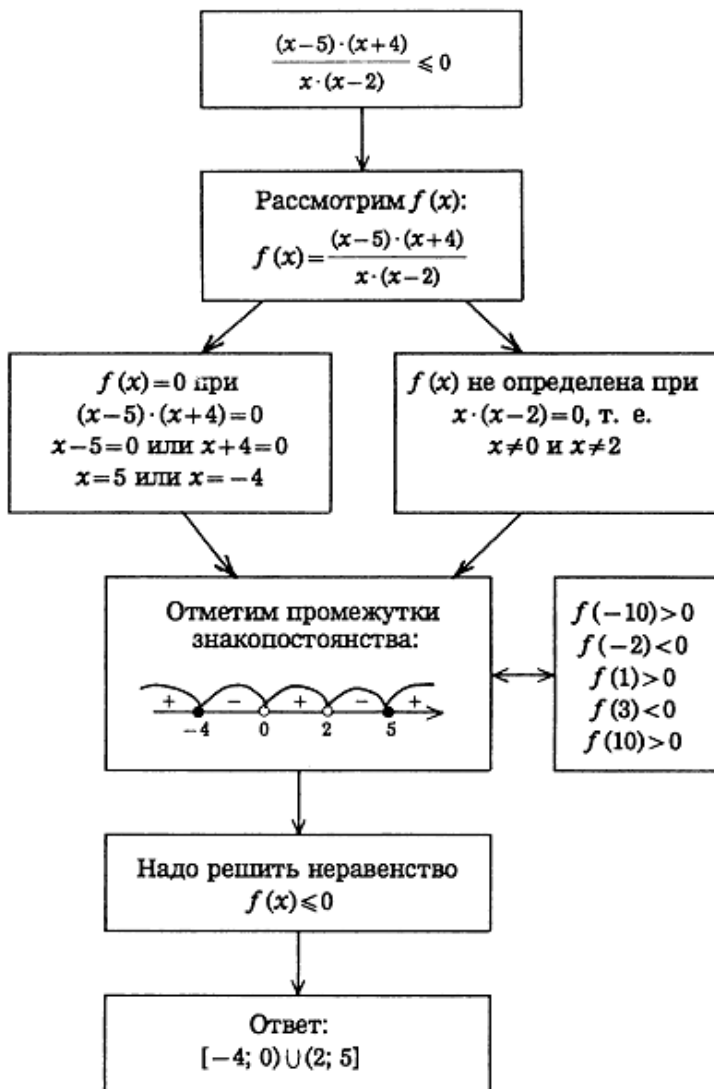 (x−5)·(x+4)
x·(x−2) ⩽ 0
Рассмотрим f (x):
f (x)= (x−5)·(x+4)
x·(x−2)
f (x)=0 при
(x−5)·(x+4)=0
x−5=0 или x+4=0
x=5 или x=−4
f (x) не определена при
x·(x−2)=0, т. е.
x≠0 и x≠2
Отметим промежутки
знакопостоянства:
+ − + − +
−4 0 2 5
f (−10)>0
f (−2)<0
f (1)>0
f (3)<0
f (10)>0
Надо решить неравенство
f (x)⩽0
Ответ:
[−4; 0)∪(2; 5]